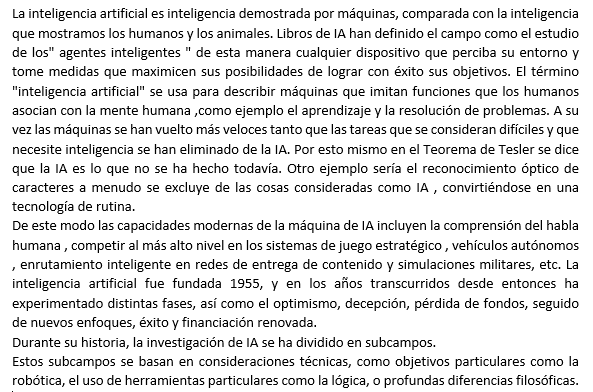 La inteligencia artificial es inteligencia demostrada por máquinas, comparada con la inteligencia
que mostramos los humanos y los animales. Libros de IA han definido el campo como el estudio
de los" agentes inteligentes " de esta manera cualquier dispositivo que perciba su entorno y
tome medidas que maximicen sus posibilidades de lograr con éxito sus objetivos. El término
"inteligencia artificial" se usa para describir máquinas que imitan funciones que los humanos
asocian con la mente humana ,como ejemplo el aprendizaje y la resolución de problemas. A su
vez las máquinas se han vuelto más veloces tanto que las tareas que se consideran difíciles y que
necesite inteligencia se han eliminado de la IA. Por esto mismo en el Teorema de Tesler se dice
que la IA es lo que no se ha hecho todavía. Otro ejemplo sería el reconocimiento óptico de
caracteres a menudo se excluye de las cosas consideradas como IA , convirtiéndose en una
tecnología de rutina.
De este modo las capacidades modernas de la máquina de IA incluyen la comprensión del habla
humana , competir al más alto nivel en los sistemas de juego estratégico , vehículos autónomos
, enrutamiento inteligente en redes de entrega de contenido y simulaciones militares, etc. La
inteligencia artificial fue fundada 1955, y en los años transcurridos desde entonces ha
experimentado distintas fases, así como el optimismo, decepción, pérdida de fondos, seguido
de nuevos enfoques, éxito y financiación renovada.
Durante su historia, la investigación de IA se ha dividido en subcampos.
Estos subcampos se basan en consideraciones técnicas, como objetivos particulares como la
robótica, el uso de herramientas particulares como la lógica, o profundas diferencias filosóficas.